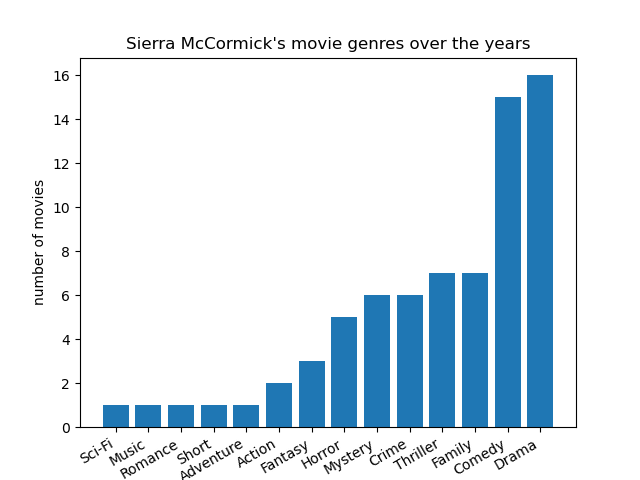 Sierra McCormick's movie genres over the years
number of movies
16
14
12
10
8
6
4
2
0
Sci-Fi
Music
Romance
Short
Adventure
Action
Fantasy
Horror
Mystery
Crime
Thriller
Family
Comedy
Drama